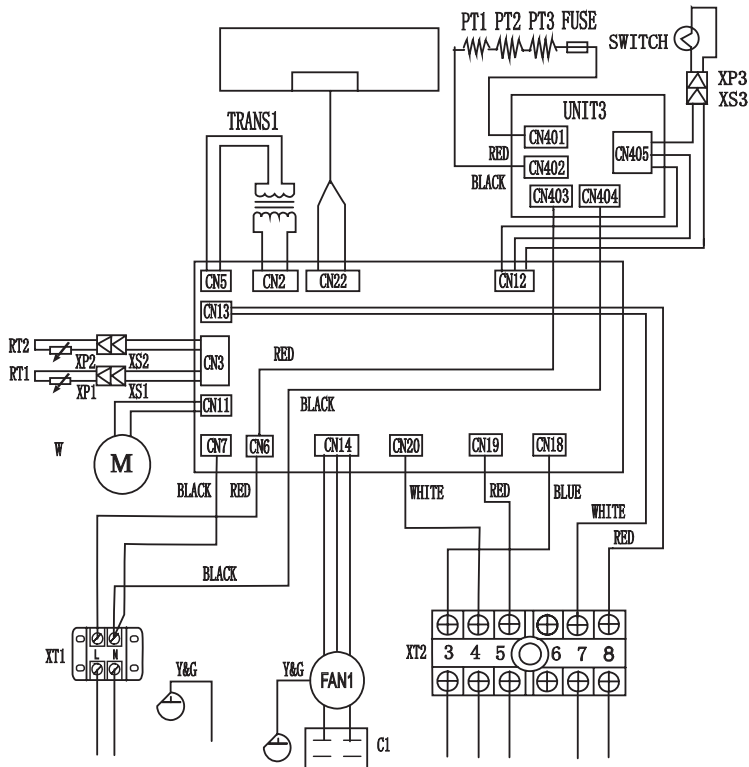 PT1 PT2 PT3 FUSE
SWITCH
XP3
XS3
UNIT3
TRANS1
CN401
CN405
RED
CN402
BLACK
CN403 CN404
CN5 CN2 CN22 CN12
CN13
RT2
XP2 XS2
CN3
RED
RT1
XP1 XS1
CN11
BLACK
W
M
CN7 CN6 CN14 CN20 CN19 CN18
BLACK RED
WHITE RED BLUE
WHITE
RED
BLACK
XT1
L N
XT2
3 4 5 6 7 8
Y&G
Y&G
FAN1
C1